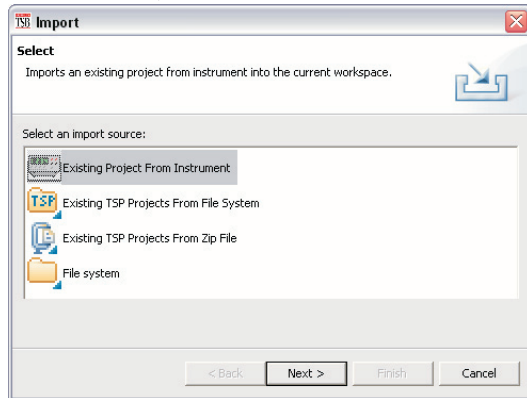 TSB Import
Select
Imports an existing project from instrument into the current workspace.
Select an import source:
Existing Project From Instrument
TSP Existing TSP Projects From File System
Existing TSP Projects From Zip File
File system
< Back Next > Finish Cancel